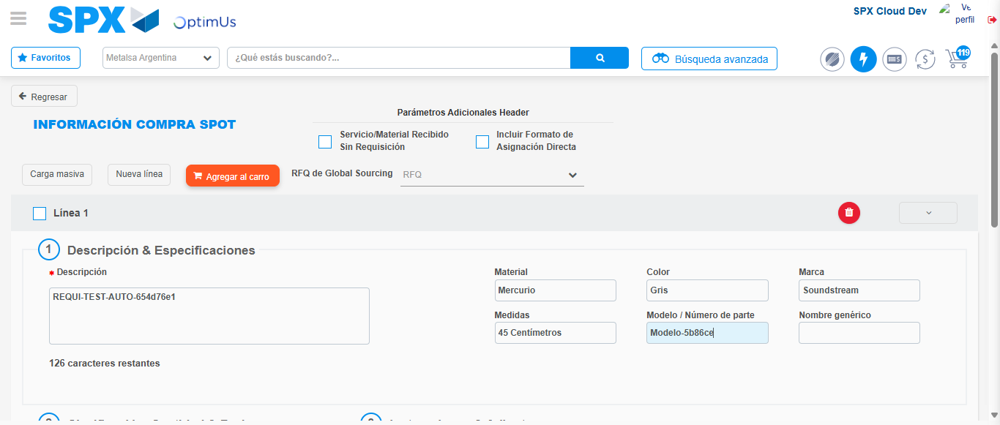 SPX
OptimUs
SPX Cloud Dev
Ve
perfil
Favoritos
Metalsa Argentina
¿Qué estás buscando?...
Búsqueda avanzada
$
$
119
Regresar
INFORMACIÓN COMPRA SPOT
Parámetros Adicionales Header
Servicio/Material Recibido
Sin Requisición
Incluir Formato de
Asignación Directa
Carga masiva
Nueva línea
Agregar al carro
RFQ de Global Sourcing
RFQ
Línea 1
1
Descripción & Especificaciones
* Descripción
REQUI-TEST-AUTO-654d76e1
126 caracteres restantes
Material
Color
Marca
Mercurio
Gris
Soundstream
Medidas
Modelo / Número de parte
Nombre genérico
45 Centímetros
Modelo-5b86ce